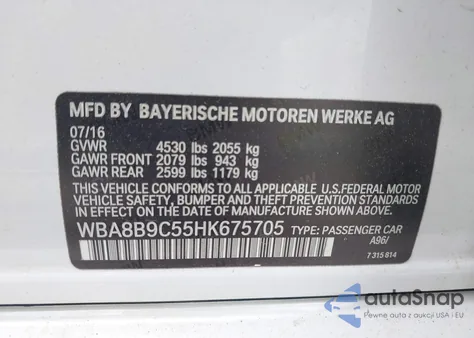 MFD BY BAYERISCHE MOTOREN WERKE AG
07/16
GVWR 4530 lbs 2055 kg
GAWR FRONT 2079 lbs 943 kg
GAWR REAR 2599 lbs 1179 kg
THIS VEHICLE CONFORMS TO ALL APPLICABLE U.S.FEDERAL MOTOR
VEHICLE SAFETY, BUMPER AND THEFT PREVENTION STANDARDS IN
EFFECT ON THE DATE OF MANUFACTURE SHOWN ABOVE.
WBA8B9C55HK675705 TYPE: PASSENGER CAR
A96/
7 315 814
autoSnap
Pewne auta z aukcji USA i EU